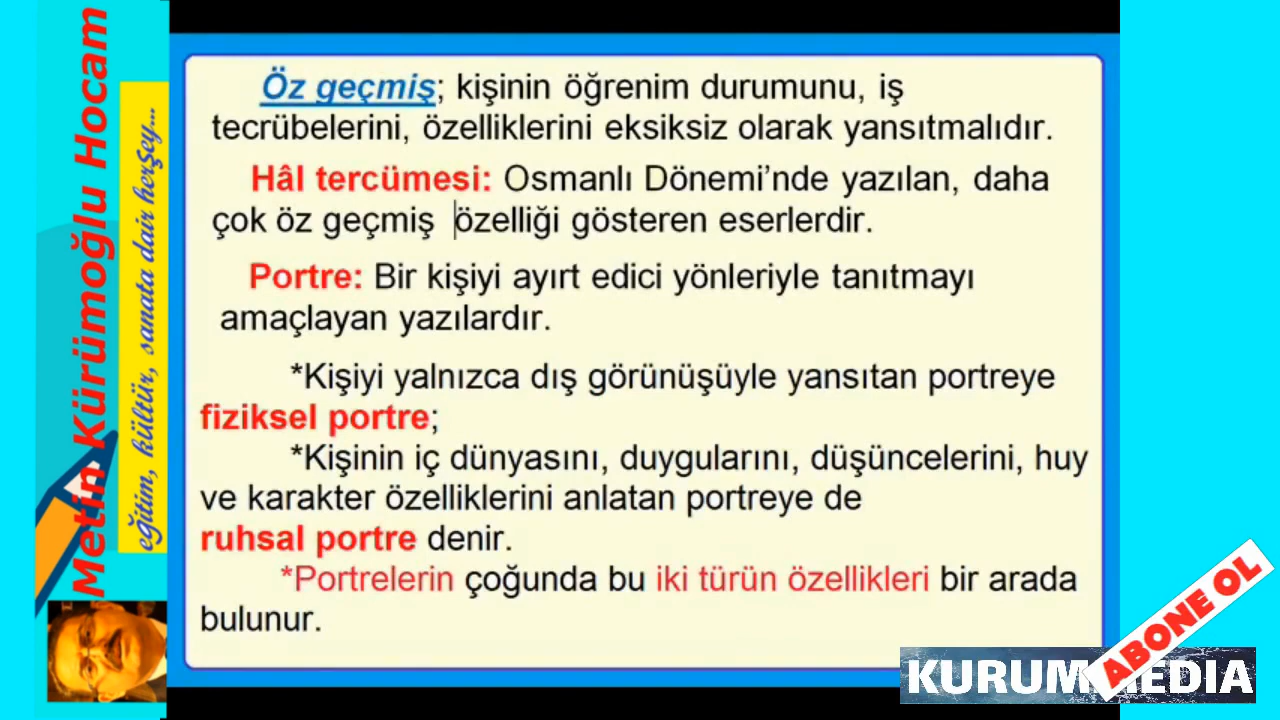 Öz geçmiş; kişinin öğrenim durumunu, iş
tecrübelerini, özelliklerini eksiksiz olarak yansıtmalıdır.
Hâl tercümesi: Osmanlı Dönemi’nde yazılan, daha
çok öz geçmiş özelliği gösteren eserlerdir.
Portre: Bir kişiyi ayırt edici yönleriyle tanıtmayı
amaçlayan yazılardır.
*Kişiyi yalnızca dış görünüşüyle yansıtan portreye
fiziksel portre;
*Kişinin iç dünyasını, duygularını, düşüncelerini, huy
ve karakter özelliklerini anlatan portreye de
ruhsal portre denir.
*Portrelerin çoğunda bu iki türün özellikleri bir arada
bulunur.
Metin Kürümoğlu Hocam
eğitim, kültür, sanata dair herşey...
KURUM MEDIA
ABONE OL